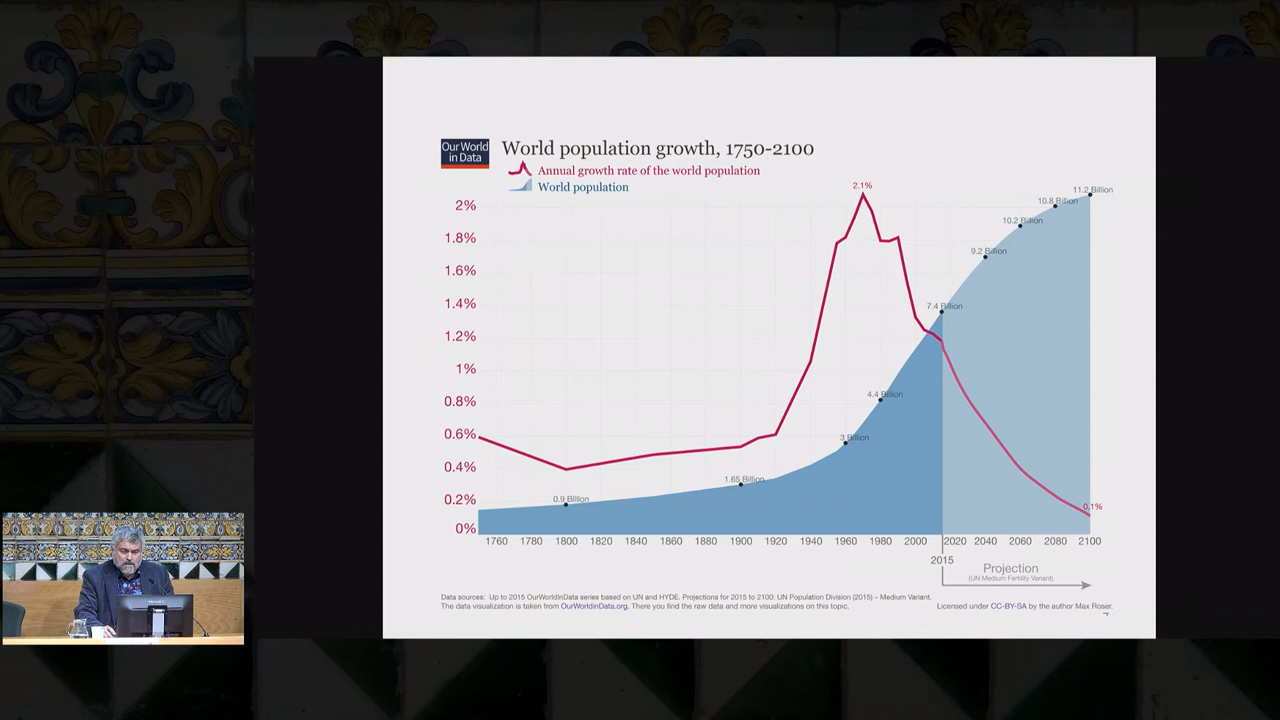 Our World
in Data
World population growth, 1750-2100
Annual growth rate of the world population
World population
2.1%
11.2 Billion
10.8 Billion
10.2 Billion
9.2 Billion
7.4 Billion
4.4 Billion
3 Billion
1.65 Billion
0.9 Billion
0.1%
2%
1.8%
1.6%
1.4%
1.2%
1%
0.8%
0.6%
0.4%
0.2%
0%
1760 1780 1800 1820 1840 1860 1880 1900 1920 1940 1960 1980 2000 2020 2040 2060 2080 2100
2015
Projection
(UN Medium Fertility Variant)
Data sources: Up to 2015 OurWorldInData series based on UN and HYDE. Projections for 2015 to 2100: UN Population Division (2015) – Medium Variant.
The data visualization is taken from OurWorldinData.org. There you find the raw data and more visualizations on this topic.
Licensed under CC-BY-SA by the author Max Roser.